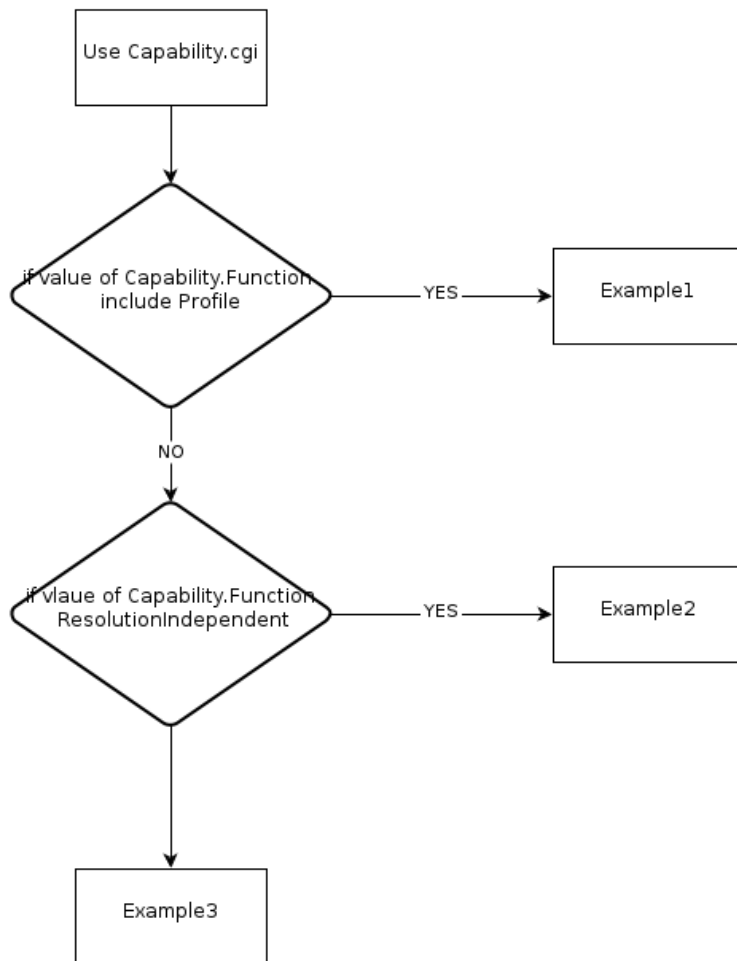 Use Capability.cgi
if value of Capability.Function
include Profile
YES
Example1
NO
if vlaue of Capability.Function
ResolutionIndependent
YES
Example2
Example3